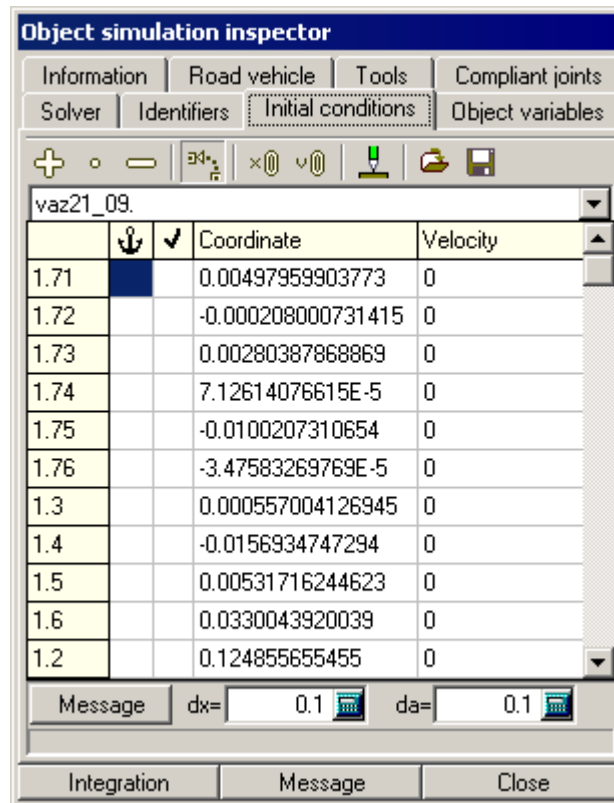 Object simulation inspector
Information Road vehicle Tools Compliant joints
Solver Identifiers Initial conditions Object variables
×0 v0
vaz21_09.
Coordinate Velocity
1.71 0.00497959903773 0
1.72 -0.000208000731415 0
1.73 0.00280387868869 0
1.74 7.12614076615E-5 0
1.75 -0.0100207310654 0
1.76 -3.47583269769E-5 0
1.3 0.000557004126945 0
1.4 -0.0156934747294 0
1.5 0.00531716244623 0
1.6 0.0330043920039 0
1.2 0.124855655455 0
Message dx= 0.1 da= 0.1
Integration Message Close